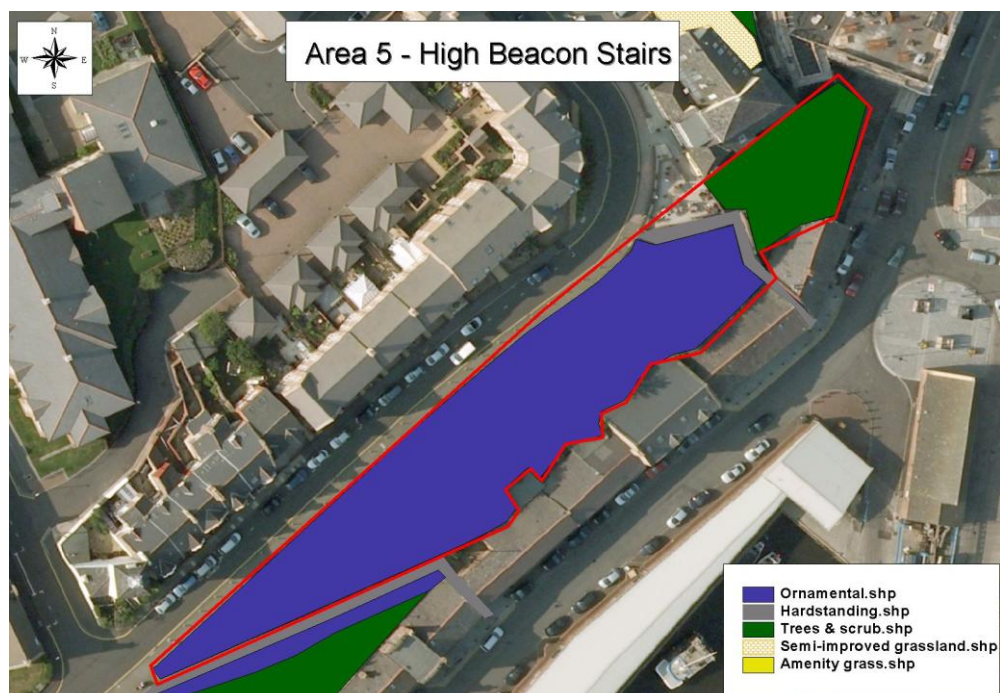 N
W E
S
Area 5 - High Beacon Stairs
Ornamental.shp
Hardstanding.shp
Trees & scrub.shp
Semi-improved grassland.shp
Amenity grass.shp